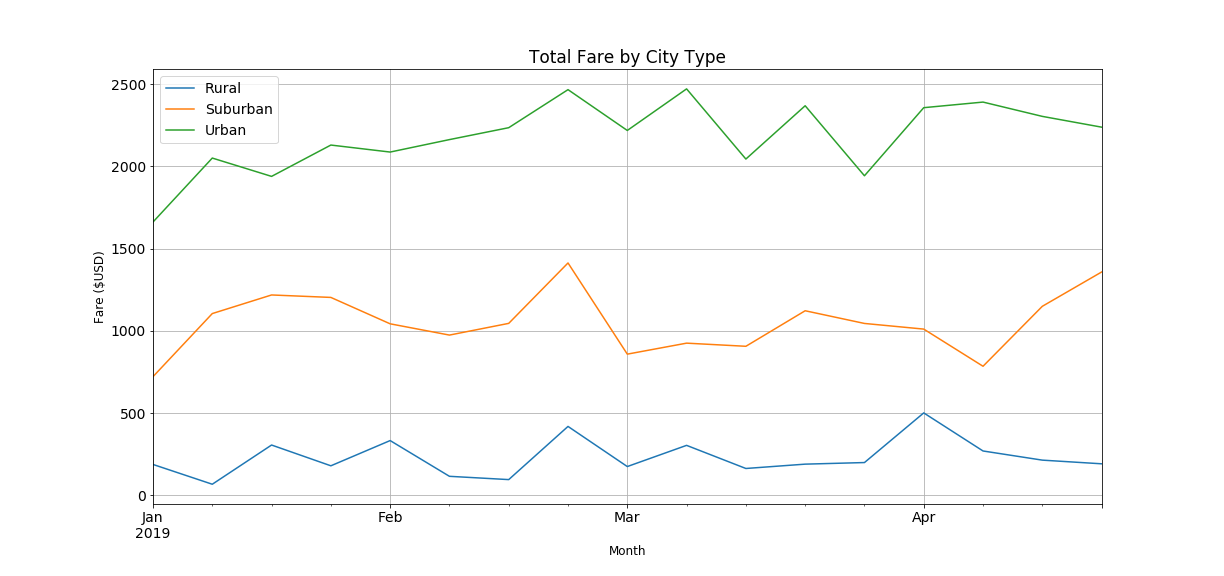 Total Fare by City Type
Rural
Suburban
Urban
2500
2000
1500
1000
500
0
Fare ($USD)
Jan Feb Mar Apr
2019
Month